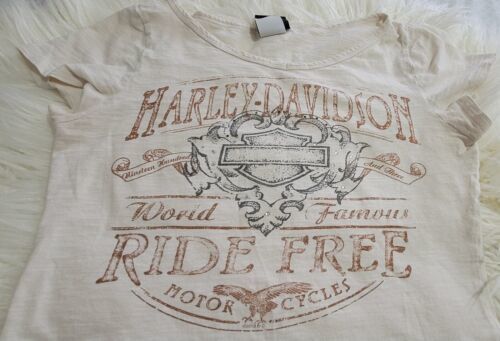 HARLEY-DAVIDSON
Nineteen Hundred And Three
World Famous
RIDE FREE
MOTOR CYCLES